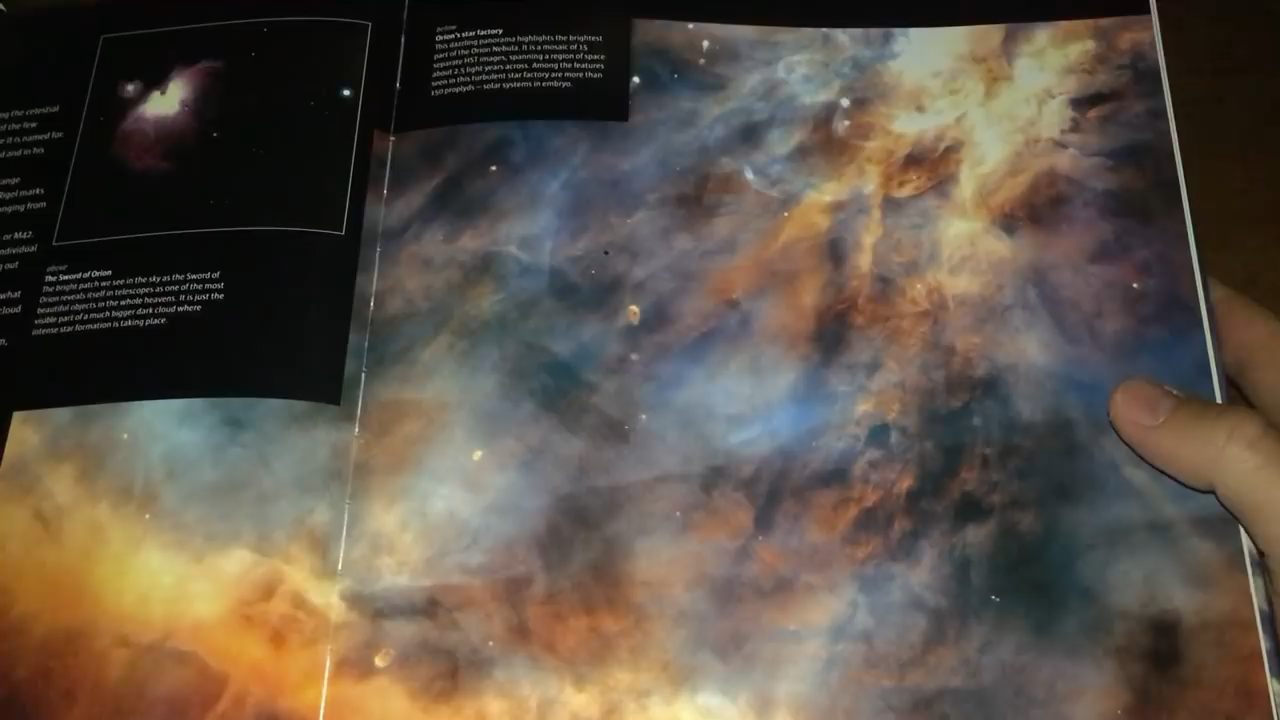 ng the celestial
of the few
e it is named for.
d and in his
ange
Rigel marks
nging from
or M42.
ndividual
g out
what
cloud
n,
above
The Sword of Orion
The bright patch we see in the sky as the Sword of
Orion reveals itself in telescopes as one of the most
beautiful objects in the whole heavens. It is just the
visible part of a much bigger dark cloud where
intense star formation is taking place.
below
Orion's star factory
This dazzling panorama highlights the brightest
part of the Orion Nebula. It is a mosaic of 15
separate HST images, spanning a region of space
about 2.5 light-years across. Among the features
seen in this turbulent star factory are more than
150 proplyds – solar systems in embryo.